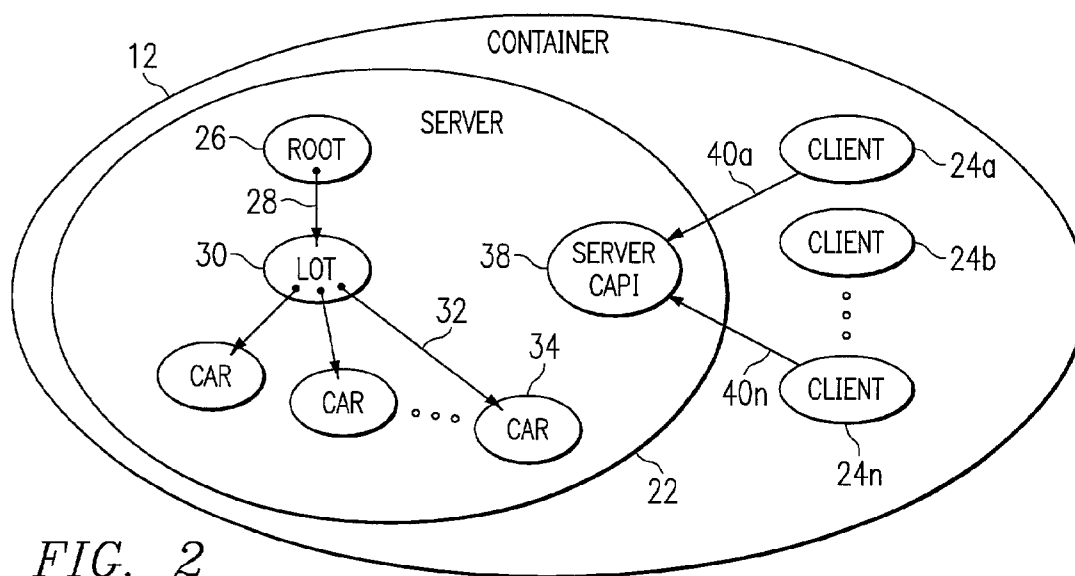 CONTAINER
12
SERVER
26
ROOT
CLIENT
24a
40a
28
30
LOT
38
SERVER
CAPI
CLIENT
24b
32
34
CAR
CAR
CAR
40n
CLIENT
24n
22
FIG. 2